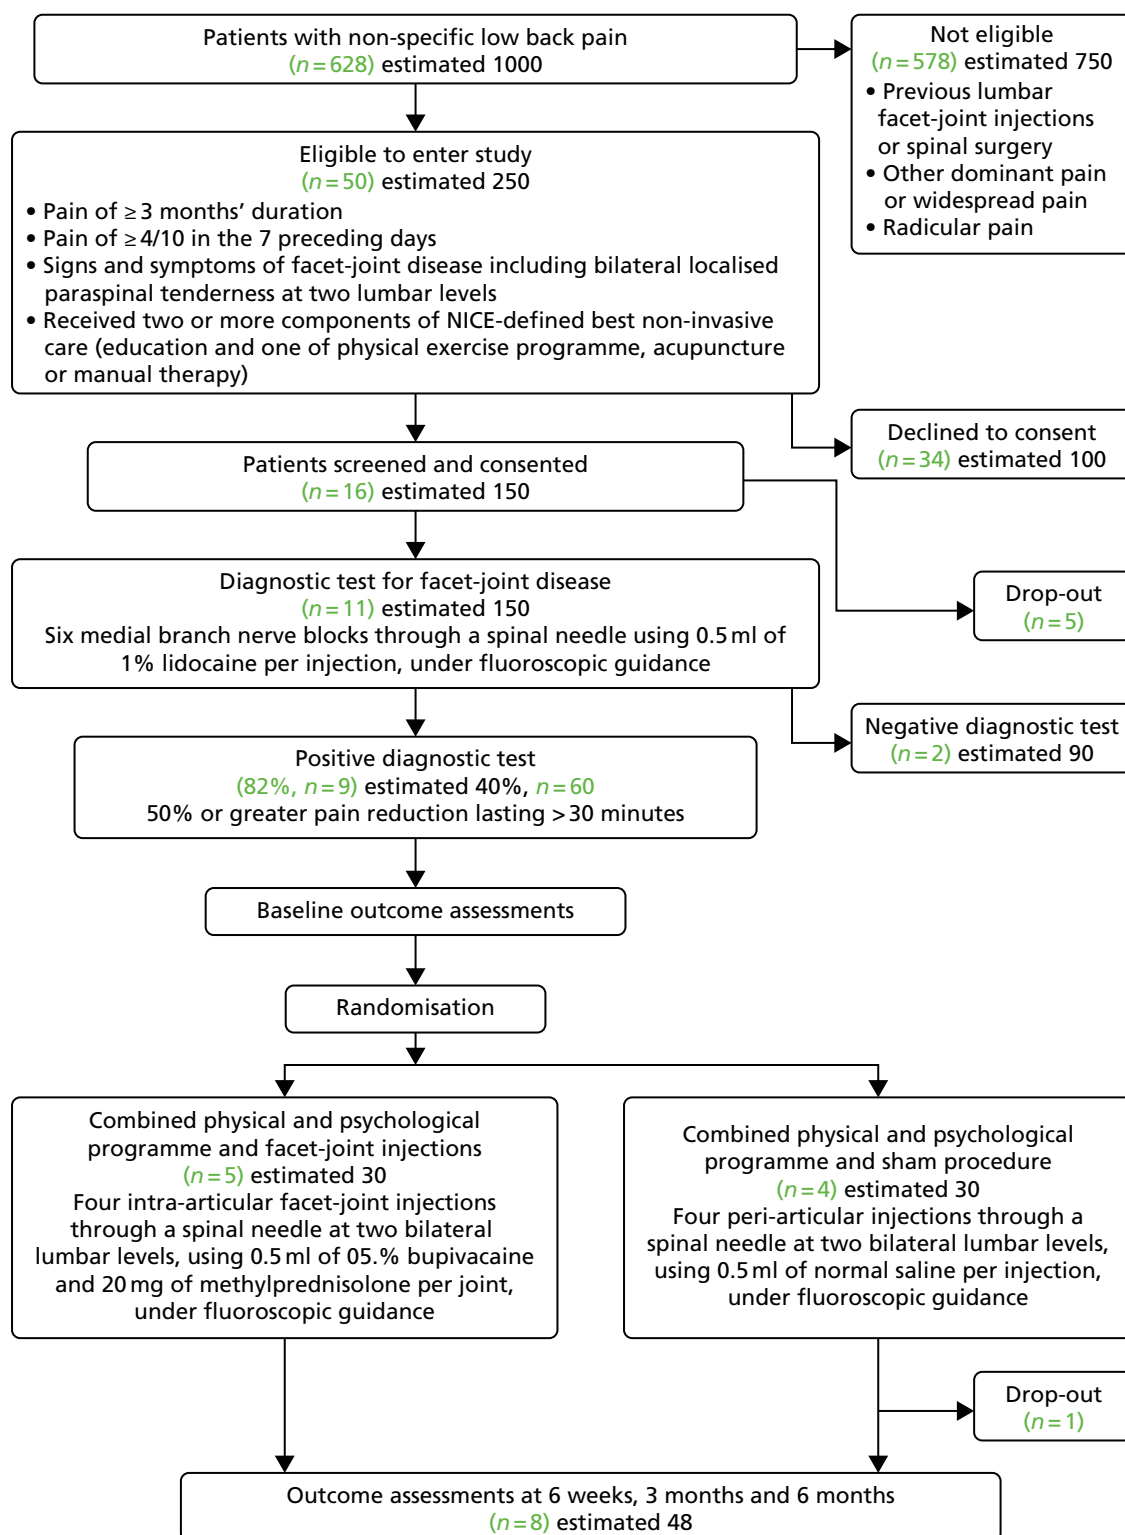 Patients with non-specific low back pain
(n=628) estimated 1000
Not eligible
(n=578) estimated 750
• Previous lumbar
facet-joint injections
or spinal surgery
• Other dominant pain
or widespread pain
• Radicular pain
Eligible to enter study
(n=50) estimated 250
• Pain of ≥3 months’ duration
• Pain of ≥4/10 in the 7 preceding days
• Signs and symptoms of facet-joint disease including bilateral localised
paraspinal tenderness at two lumbar levels
• Received two or more components of NICE-defined best non-invasive
care (education and one of physical exercise programme, acupuncture
or manual therapy)
Declined to consent
(n=34) estimated 100
Patients screened and consented
(n=16) estimated 150
Drop-out
(n=5)
Diagnostic test for facet-joint disease
(n=11) estimated 150
Six medial branch nerve blocks through a spinal needle using 0.5 ml of
1% lidocaine per injection, under fluoroscopic guidance
Negative diagnostic test
(n=2) estimated 90
Positive diagnostic test
(82%, n=9) estimated 40%, n=60
50% or greater pain reduction lasting >30 minutes
Baseline outcome assessments
Randomisation
Combined physical and psychological
programme and facet-joint injections
(n=5) estimated 30
Four intra-articular facet-joint injections
through a spinal needle at two bilateral
lumbar levels, using 0.5 ml of 05.% bupivacaine
and 20 mg of methylprednisolone per joint,
under fluoroscopic guidance
Combined physical and psychological
programme and sham procedure
(n=4) estimated 30
Four peri-articular injections through a
spinal needle at two bilateral lumbar levels,
using 0.5 ml of normal saline per injection,
under fluoroscopic guidance
Drop-out
(n=1)
Outcome assessments at 6 weeks, 3 months and 6 months
(n=8) estimated 48